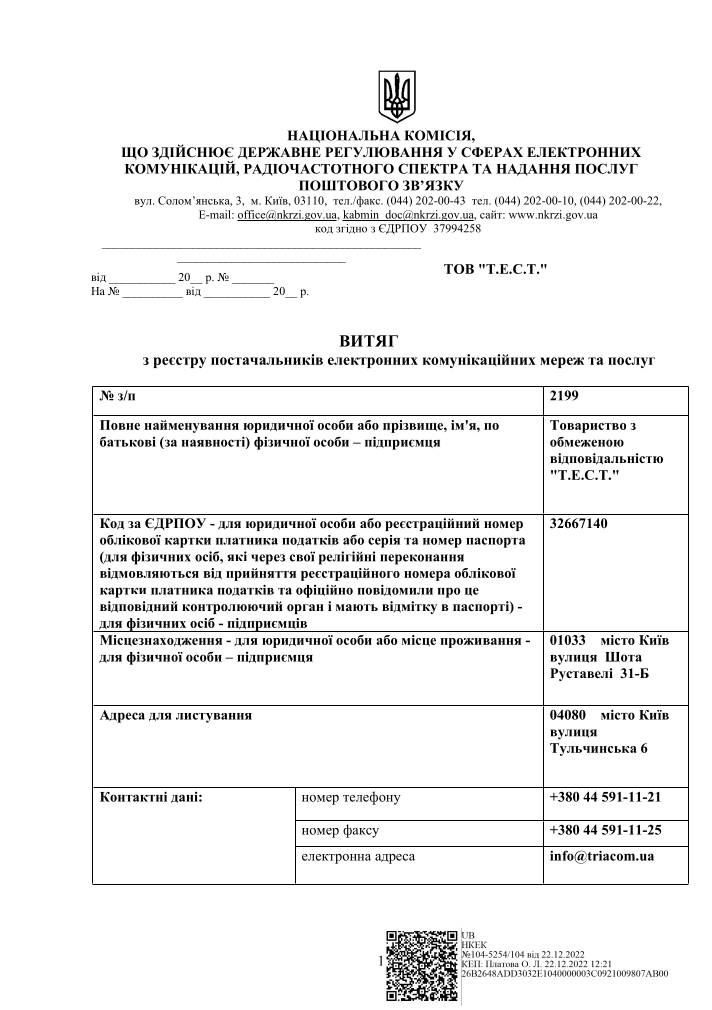 НАЦІОНАЛЬНА КОМІСІЯ,
ЩО ЗДІЙСНЮЄ ДЕРЖАВНЕ РЕГУЛЮВАННЯ У СФЕРАХ ЕЛЕКТРОННИХ
КОМУНІКАЦІЙ, РАДІОЧАСТОТНОГО СПЕКТРА ТА НАДАННЯ ПОСЛУГ
ПОШТОВОГО ЗВ’ЯЗКУ
вул. Солом’янська, 3, м. Київ, 03110, тел./факс. (044) 202-00-43 тел. (044) 202-00-10, (044) 202-00-22,
E-mail: office@nkrzi.gov.ua, kabmin_doc@nkrzi.gov.ua, сайт: www.nkrzi.gov.ua
код згідно з ЄДРПОУ 37994258
ТОВ "Т.Е.С.Т."
від ___________ 20__ р. № _______
На № __________ від ___________ 20__ р.
ВИТЯГ
з реєстру постачальників електронних комунікаційних мереж та послуг
№ з/п
2199
Повне найменування юридичної особи або прізвище, ім'я, по
батькові (за наявності) фізичної особи – підприємця
Товариство з
обмеженою
відповідальністю
"Т.Е.С.Т."
Код за ЄДРПОУ - для юридичної особи або реєстраційний номер
облікової картки платника податків або серія та номер паспорта
(для фізичних осіб, які через свої релігійні переконання
відмовляються від прийняття реєстраційного номера облікової
картки платника податків та офіційно повідомили про це
відповідний контролюючий орган і мають відмітку в паспорті) -
для фізичних осіб - підприємців
32667140
Місцезнаходження - для юридичної особи або місце проживання -
для фізичної особи – підприємця
01033 місто Київ
вулиця Шота
Руставелі 31-Б
Адреса для листування
04080 місто Київ
вулиця
Тульчинська 6
Контактні дані:
номер телефону
+380 44 591-11-21
номер факсу
+380 44 591-11-25
електронна адреса
info@triacom.ua
1
UB
НКЕК
№104-5254/104 від 22.12.2022
КЕП: Платова О. Л. 22.12.2022 12:21
26B2648ADD3032E1040000003C0921009807AB00